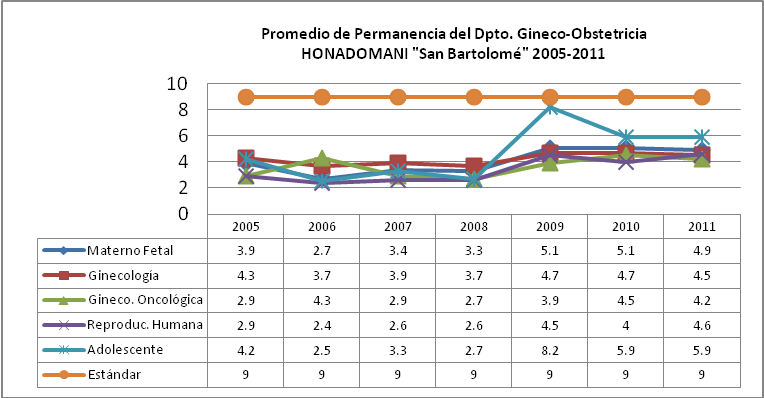 Promedio de Permanencia del Dpto. Gineco-Obstetricia
HONADOMANI "San Bartolomé" 2005-2011
10
8
6
4
2
0
2005 2006 2007 2008 2009 2010 2011
Materno Fetal 3.9 2.7 3.4 3.3 5.1 5.1 4.9
Ginecología 4.3 3.7 3.9 3.7 4.7 4.7 4.5
Gineco. Oncológica 2.9 4.3 2.9 2.7 3.9 4.5 4.2
Reproduc. Humana 2.9 2.4 2.6 2.6 4.5 4 4.6
Adolescente 4.2 2.5 3.3 2.7 8.2 5.9 5.9
Estándar 9 9 9 9 9 9 9